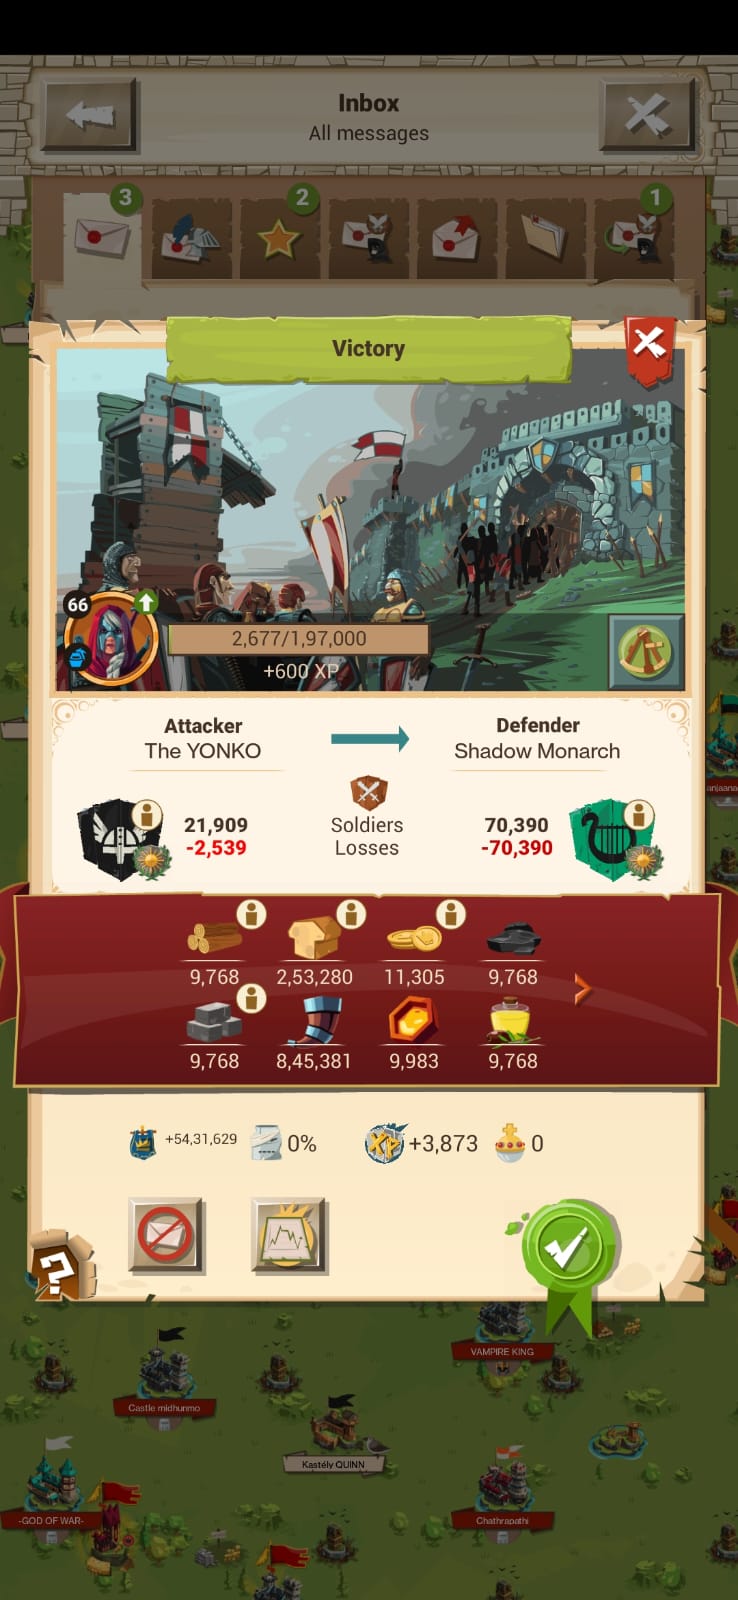 Inbox
All messages
3
2
1
Victory
66
2,677/1,97,000
+600 XP
Attacker
The YONKO
Defender
Shadow Monarch
21,909
-2,539
Soldiers
Losses
70,390
-70,390
9,768
2,53,280
11,305
9,768
9,768
8,45,381
9,983
9,768
+54,31,629
0%
XP
+3,873
0
?
VAMPIRE KING
Castle midhunmo
Kastély QUINN
-GOD OF WAR-
Chathrapathi